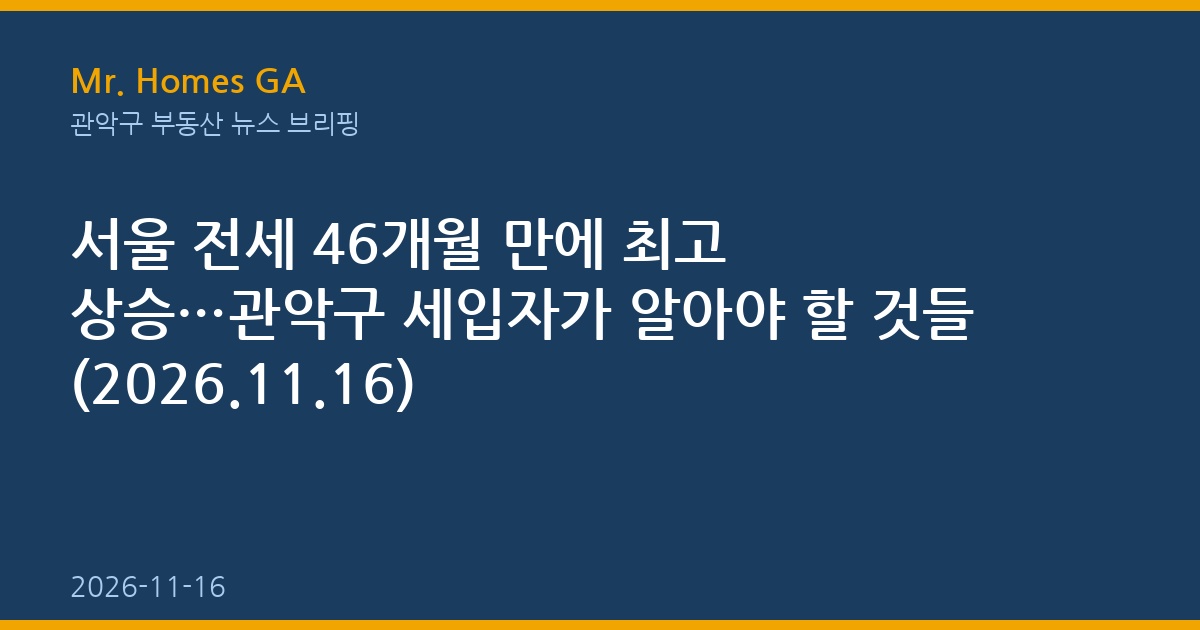 Mr. Homes GA
관악구 부동산 뉴스 브리핑
서울 전세 46개월 만에 최고
상승…관악구 세입자가 알아야 할 것들
(2026.11.16)
2026-11-16